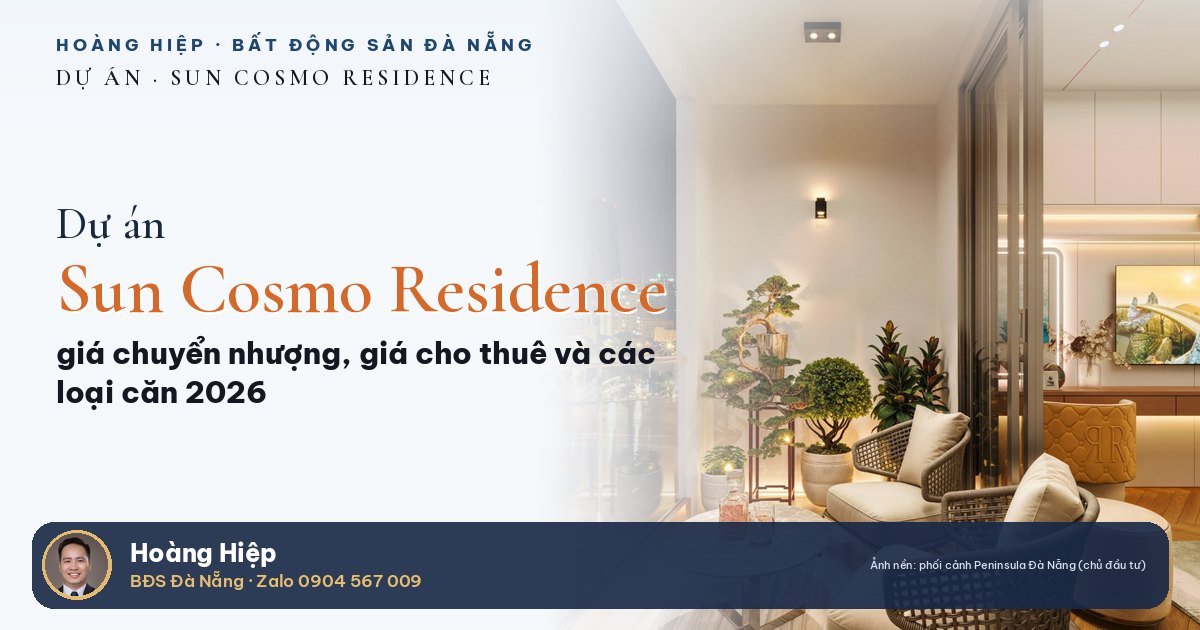 HOÀNG HIỆP · BẤT ĐỘNG SẢN ĐÀ NẴNG
DỰ ÁN · SUN COSMO RESIDENCE
Dự án
Sun Cosmo Residence
giá chuyển nhượng, giá cho thuê và các
loại căn 2026
Hoàng Hiệp
BĐS Đà Nẵng · Zalo 0904 567 009
Ảnh nền: phối cảnh Peninsula Đà Nẵng (chủ đầu tư)